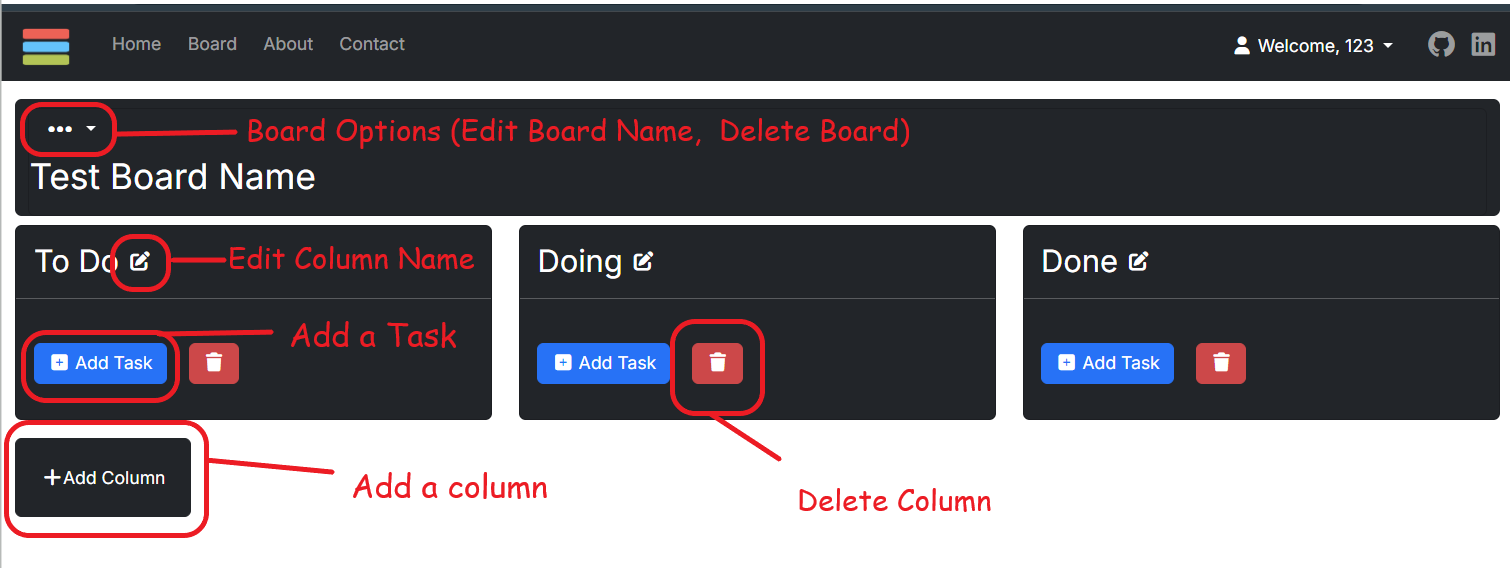 Home Board About Contact Welcome, 123 in
Board Options (Edit Board Name, Delete Board)
Test Board Name
To Do Edit Column Name Doing Done
Add a Task
Add Task Add Task Add Task
Add Column
Add a column
Delete Column